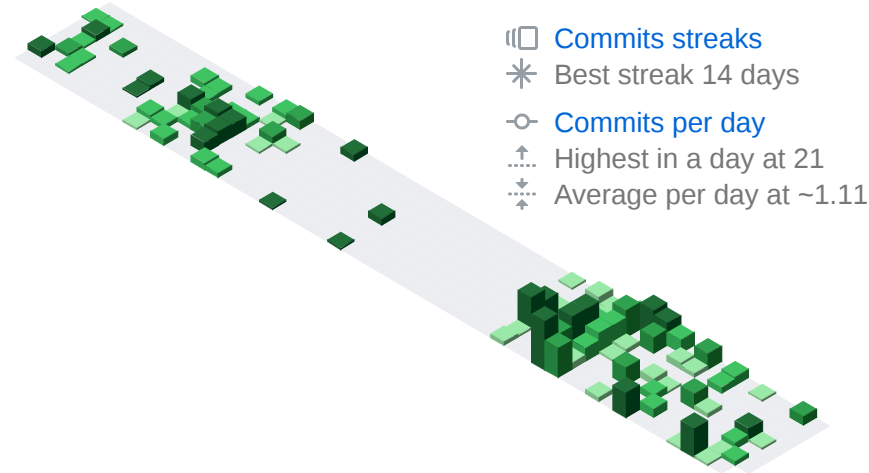 Commits streaks
Best streak 14 days
Commits per day
Highest in a day at 21
Average per day at ~1.11